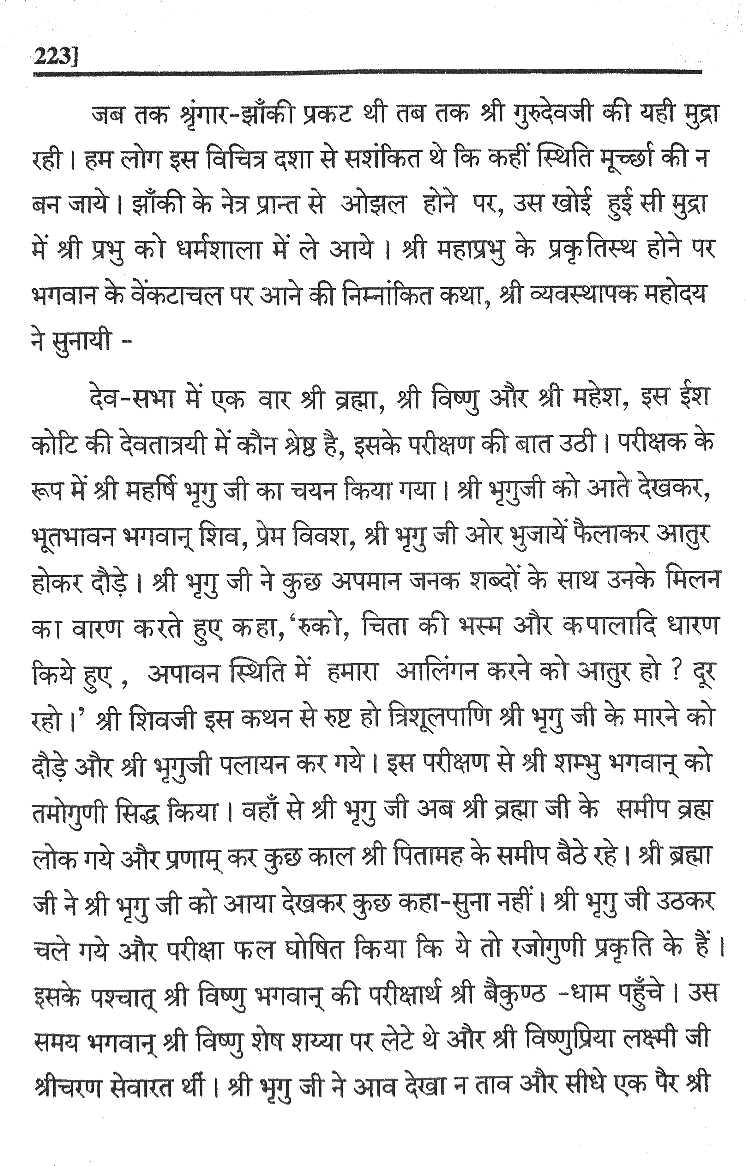 223]
जब तक श्रृंगार-झाँकी प्रकट थी तब तक श्री गुरुदेवजी की यही मुद्रा
रही । हम लोग इस विचित्र दशा से सशंकित थे कि कहीं स्थिति मूर्च्छा की न
बन जाये । झाँकी के नेत्र प्रान्त से ओझल होने पर, उस खोई हुई सी मुद्रा
में श्री प्रभु को धर्मशाला में ले आये । श्री महाप्रभु के प्रकृतिस्थ होने पर
भगवान के वेंकटाचल पर आने की निम्नांकित कथा, श्री व्यवस्थापक महोदय
ने सुनायी -
देव-सभा में एक वार श्री व्रह्मा, श्री विष्णु और श्री महेश, इस ईश
कोटि की देवतात्रयी में कौन श्रेष्ठ है, इसके परीक्षण की बात उठी । परीक्षक के
रूप में श्री महर्षि भृगु जी का चयन किया गया । श्री भृगुजी को आते देखकर,
भूतभावन भगवान् शिव, प्रेम विवश, श्री भृगु जी ओर भुजायें फैलाकर आतुर
होकर दौड़े । श्री भृगु जी ने कुछ अपमान जनक शब्दों के साथ उनके मिलन
का वारण करते हुए कहा,‘रुको, चिता की भस्म और कपालादि धारण
किये हुए , अपावन स्थिति में हमारा आलिंगन करने को आतुर हो ? दूर
रहो ।’ श्री शिवजी इस कथन से रुष्ट हो त्रिशूलपाणि श्री भृगु जी के मारने को
दौड़े और श्री भृगुजी पलायन कर गये । इस परीक्षण से श्री शम्भु भगवान् को
तमोगुणी सिद्ध किया । वहाँ से श्री भृगु जी अब श्री व्रह्मा जी के समीप व्रह्म
लोक गये और प्रणाम् कर कुछ काल श्री पितामह के समीप बैठे रहे । श्री व्रह्मा
जी ने श्री भृगु जी को आया देखकर कुछ कहा-सुना नहीं । श्री भृगु जी उठकर
चले गये और परीक्षा फल घोषित किया कि ये तो रजोगुणी प्रकृति के हैं ।
इसके पश्चात् श्री विष्णु भगवान् की परीक्षार्थ श्री बैकुण्ठ -धाम पहुँचे । उस
समय भगवान् श्री विष्णु शेष शय्या पर लेटे थे और श्री विष्णुप्रिया लक्ष्मी जी
श्रीचरण सेवारत थीं । श्री भृगु जी ने आव देखा न ताव और सीधे एक पैर श्री